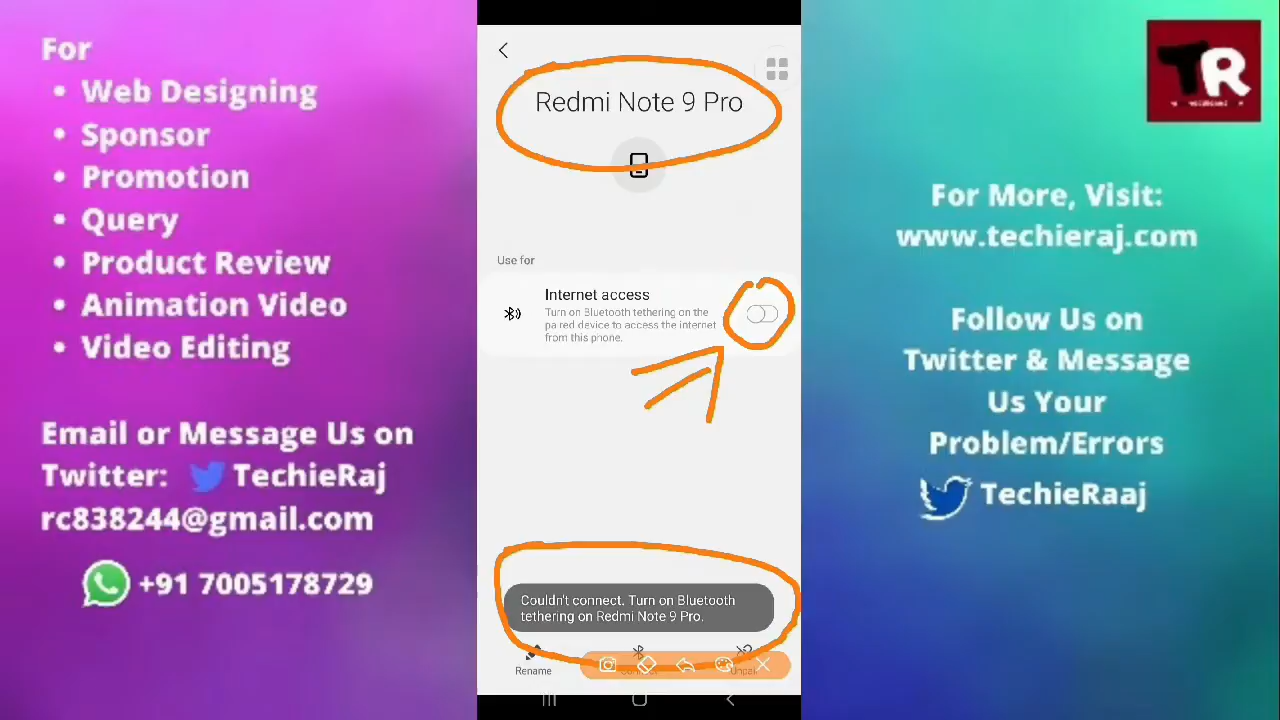 For
• Web Designing
• Sponsor
• Promotion
• Query
• Product Review
• Animation Video
• Video Editing
Email or Message Us on
Twitter: TechieRaj
rc838244@gmail.com
+91 7005178729
Redmi Note 9 Pro
Use for
Internet access
Turn on Bluetooth tethering on the
paired device to access the internet
from this phone.
Couldn't connect. Turn on Bluetooth
tethering on Redmi Note 9 Pro.
Rename
TR
For More, Visit:
www.techieraj.com
Follow Us on
Twitter & Message
Us Your
Problem/Errors
TechieRaaj